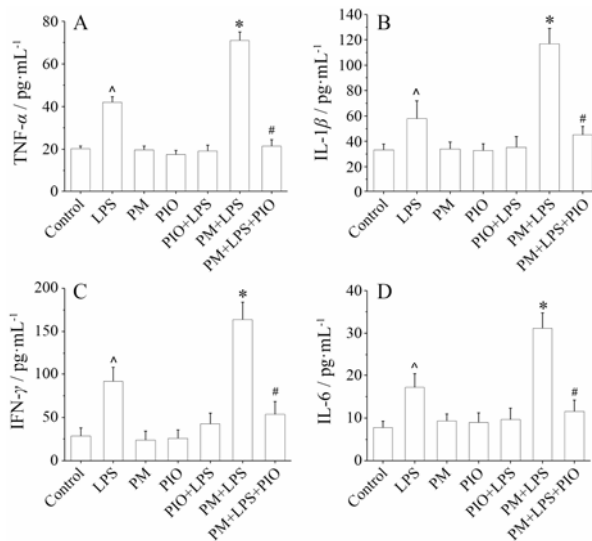 A
TNF-α / pg·mL⁻¹
80
60
40
20
0
^
*
#
Control
LPS
PM
PIO
PIO+LPS
PM+LPS
PM+LPS+PIO
B
IL-1β / pg·mL⁻¹
140
120
100
80
60
40
20
0
^
*
#
Control
LPS
PM
PIO
PIO+LPS
PM+LPS
PM+LPS+PIO
C
IFN-γ / pg·mL⁻¹
200
150
100
50
0
^
*
#
Control
LPS
PM
PIO
PIO+LPS
PM+LPS
PM+LPS+PIO
D
IL-6 / pg·mL⁻¹
40
30
20
10
0
^
*
#
Control
LPS
PM
PIO
PIO+LPS
PM+LPS
PM+LPS+PIO